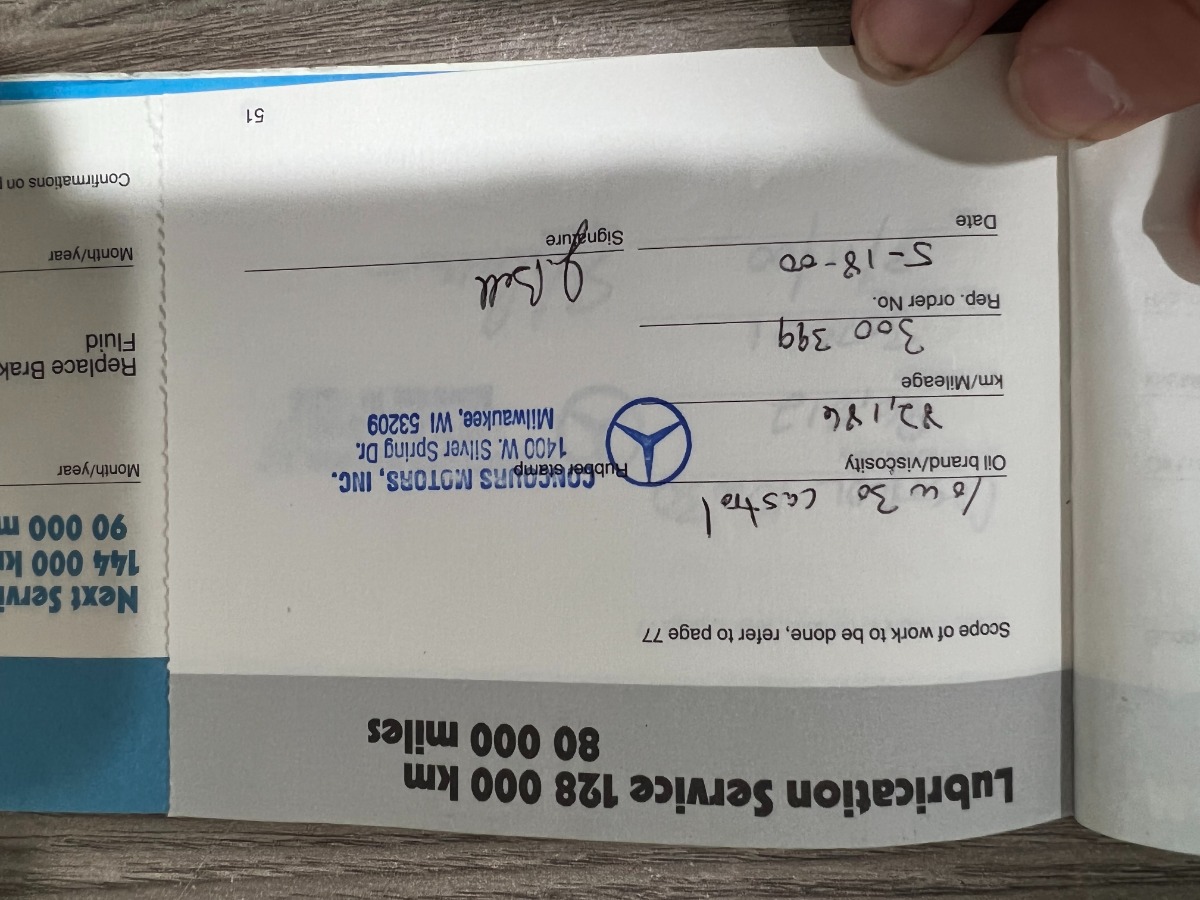 Lubrication Service 128 000 km
80 000 miles
Scope of work to be done, refer to page 77
10w30 castrol
Oil brand/viscosity
82,186
km/Mileage
300 399
Rep. order No.
5-18-00
Date
Rubber stamp
CONCOURS MOTORS, INC.
1400 W. Silver Spring Dr.
Milwaukee, WI 53209
J. Bell
Signature
51
Next Servi
144 000 k
90 000 m
Month/year
Replace Brak
Fluid
Month/year
Confirmations on